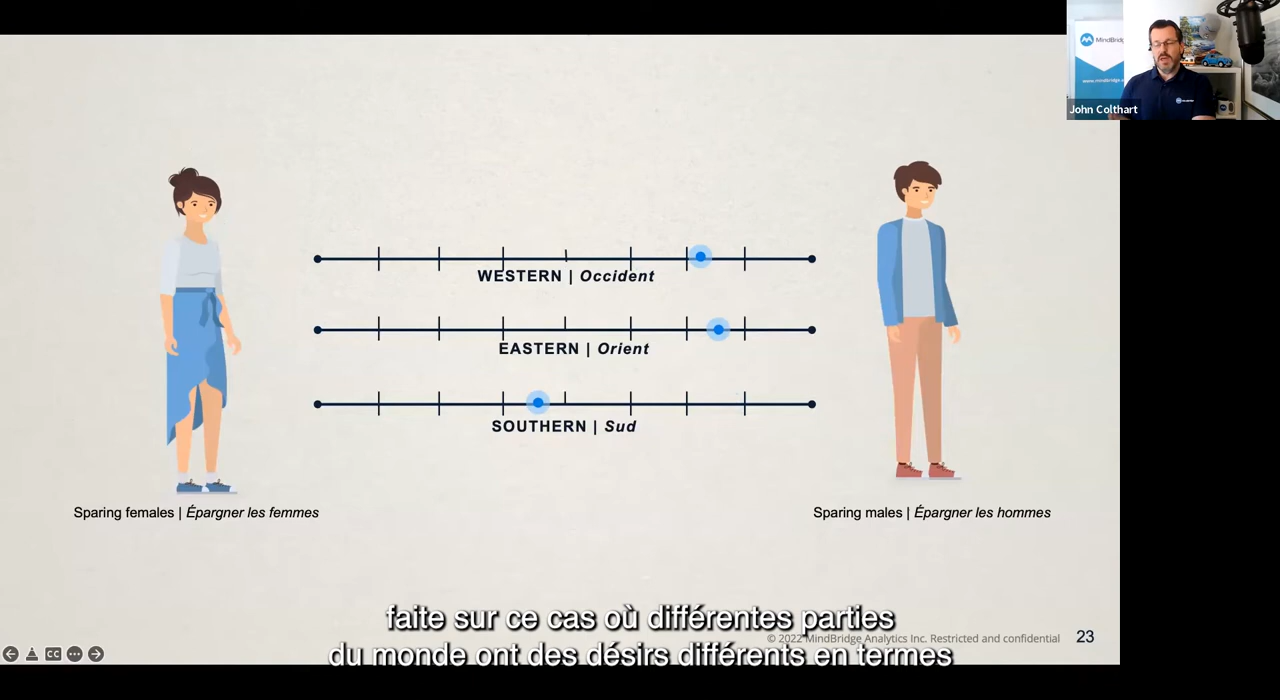 MindBridge
John Colthart
WESTERN | Occident
EASTERN | Orient
SOUTHERN | Sud
Sparing females | Épargner les femmes
Sparing males | Épargner les hommes
faite sur ce cas où différentes parties
© 2022 MindBridge Analytics Inc. Restricted and confidential
23
du monde ont des désirs différents en termes
CC